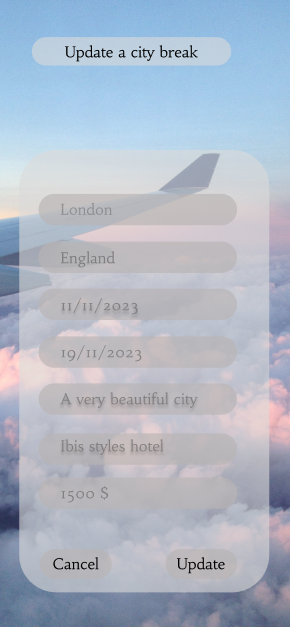 Update a city break
London
England
11/11/2023
19/11/2023
A very beautiful city
Ibis styles hotel
1500 $
Cancel
Update